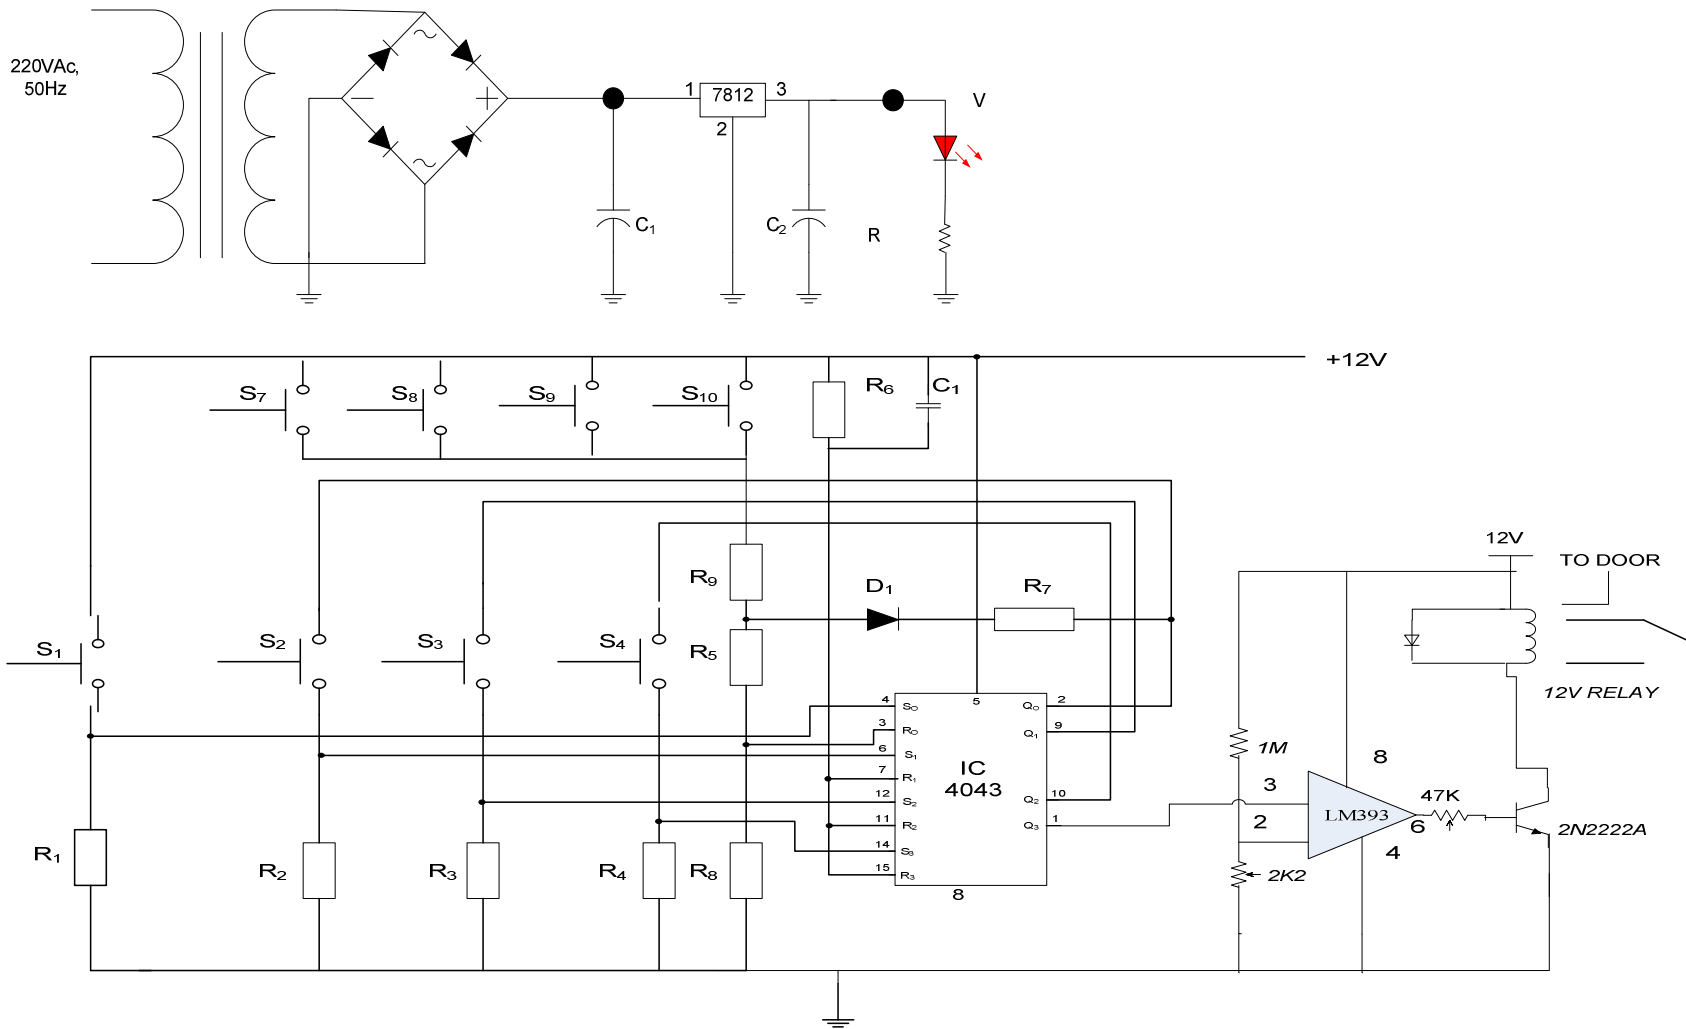 220VAc,
50Hz
1
7812
3
2
V
C1
C2
R
+12V
S7
S8
S9
S10
R6
C1
S1
S2
S3
S4
R9
R5
D1
R7
12V
TO DOOR
12V RELAY
4 SO 5 QO 2
3 RO Q1 9
6 S1
7 R1
12 S2 Q2 10
11 R2 Q3 1
14 S3
15 R3
IC
4043
8
1M
3
2
8
LM393
6
4
47K
2N2222A
2K2
R1
R2
R3
R4
R8